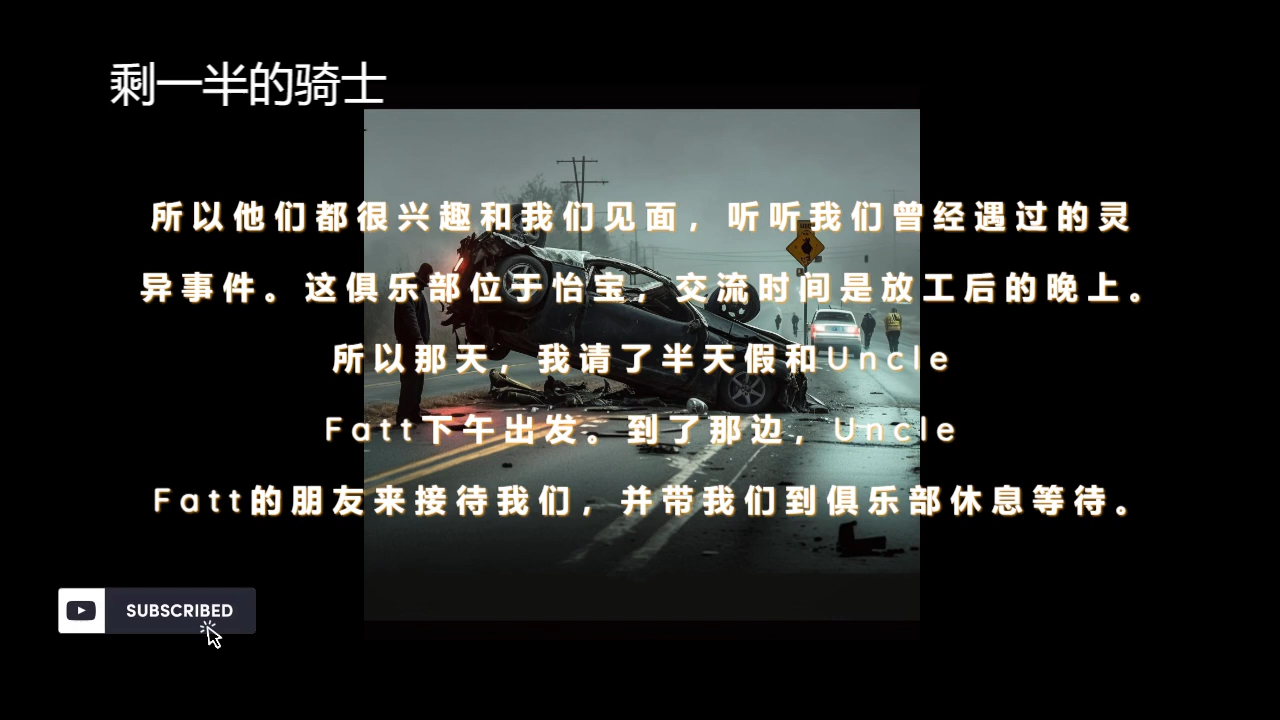 剩一半的骑士
所以他们都很兴趣和我们见面，听听我们曾经遇过的灵
异事件。这俱乐部位于怡宝，交流时间是放工后的晚上。
所以那天，我请了半天假和Uncle
Fatt下午出发。到了那边，Uncle
Fatt的朋友来接待我们，并带我们到俱乐部休息等待。
SUBSCRIBED